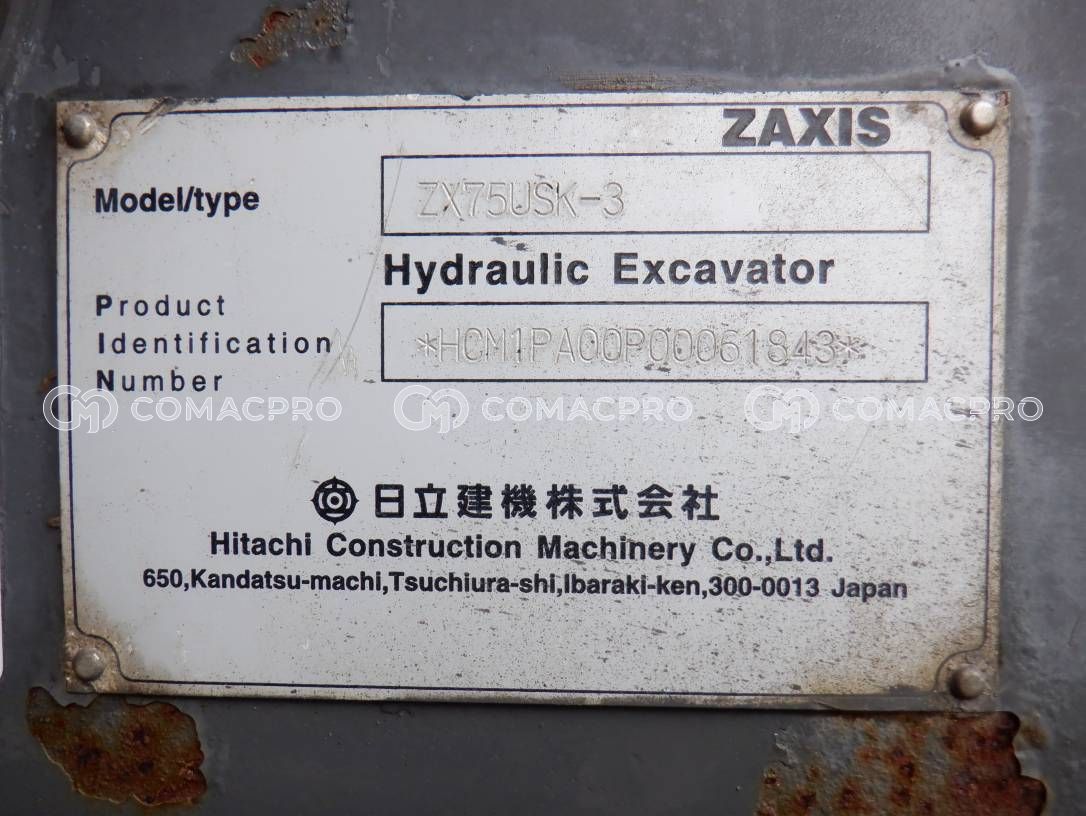 ZAXIS
Model/type ZX75USK-3
Hydraulic Excavator
Product
Identification *HCM1PA00P00061843*
Number
COMACPRO COMACPRO COMACPRO
日立建機株式会社
Hitachi Construction Machinery Co.,Ltd.
650,Kandatsu-machi,Tsuchiura-shi,Ibaraki-ken,300-0013 Japan